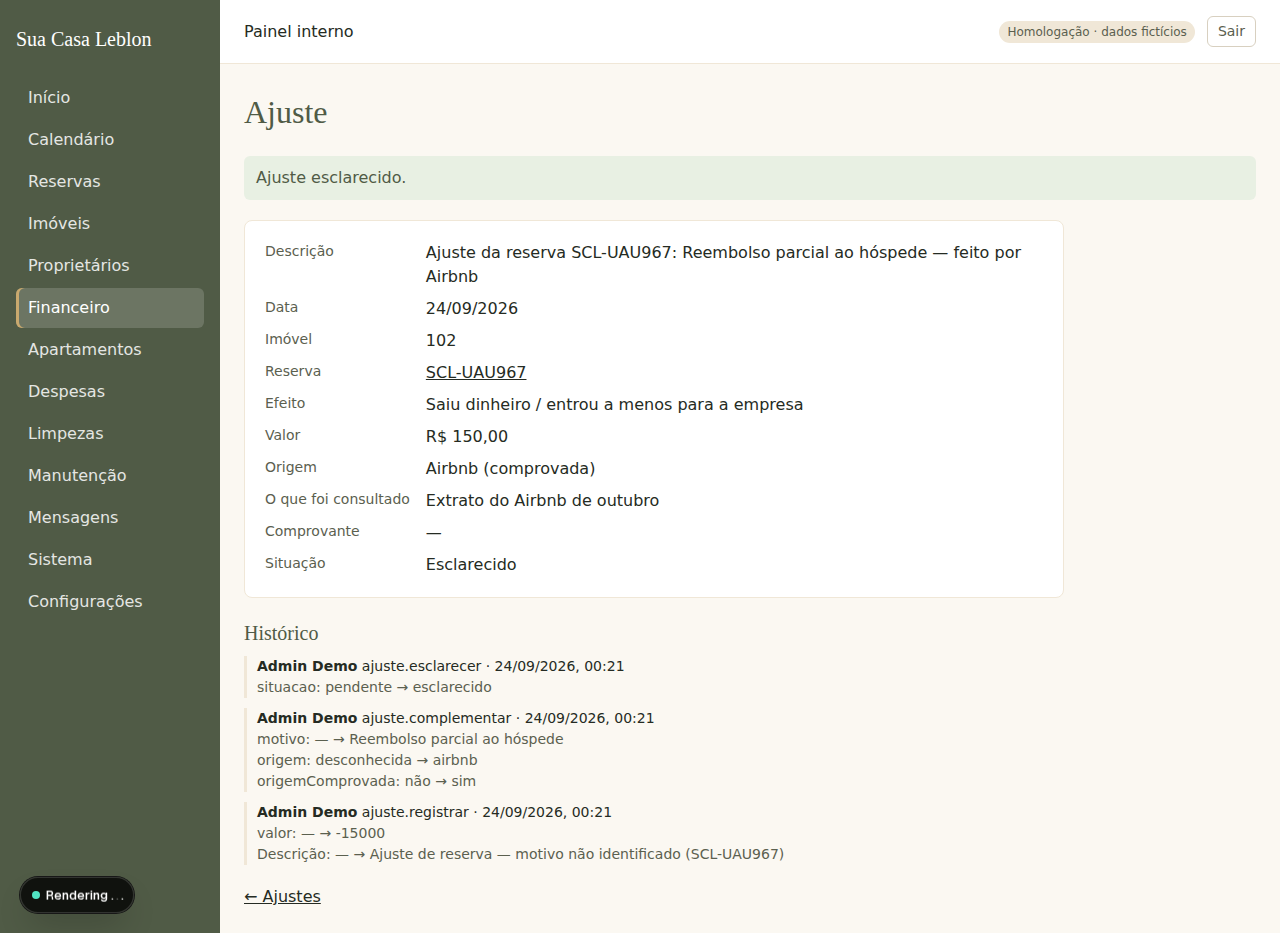 Sua Casa Leblon
Início
Calendário
Reservas
Imóveis
Proprietários
Financeiro
Apartamentos
Despesas
Limpezas
Manutenção
Mensagens
Sistema
Configurações
Rendering...
Painel interno
Homologação · dados fictícios
Sair
Ajuste
Ajuste esclarecido.
Descrição
Ajuste da reserva SCL-UAU967: Reembolso parcial ao hóspede — feito por
Airbnb
Data
24/09/2026
Imóvel
102
Reserva
SCL-UAU967
Efeito
Saiu dinheiro / entrou a menos para a empresa
Valor
R$ 150,00
Origem
Airbnb (comprovada)
O que foi consultado
Extrato do Airbnb de outubro
Comprovante
—
Situação
Esclarecido
Histórico
Admin Demo ajuste.esclarecer · 24/09/2026, 00:21
situacao: pendente → esclarecido
Admin Demo ajuste.complementar · 24/09/2026, 00:21
motivo: — → Reembolso parcial ao hóspede
origem: desconhecida → airbnb
origemComprovada: não → sim
Admin Demo ajuste.registrar · 24/09/2026, 00:21
valor: — → -15000
Descrição: — → Ajuste de reserva — motivo não identificado (SCL-UAU967)
← Ajustes